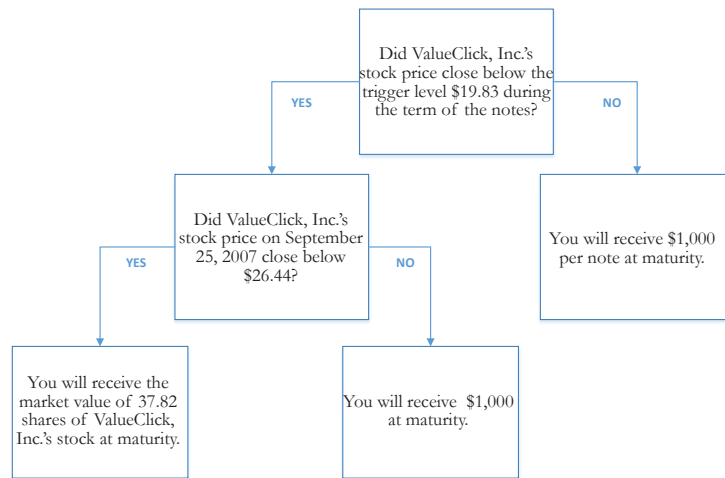 Did ValueClick, Inc.'s
stock price close below the
trigger level $19.83 during
the term of the notes?
YES
NO
Did ValueClick, Inc.'s
stock price on September
25, 2007 close below
$26.44?
You will receive $1,000
per note at maturity.
YES
NO
You will receive the
market value of 37.82
shares of ValueClick,
Inc.'s stock at maturity.
You will receive $1,000
at maturity.